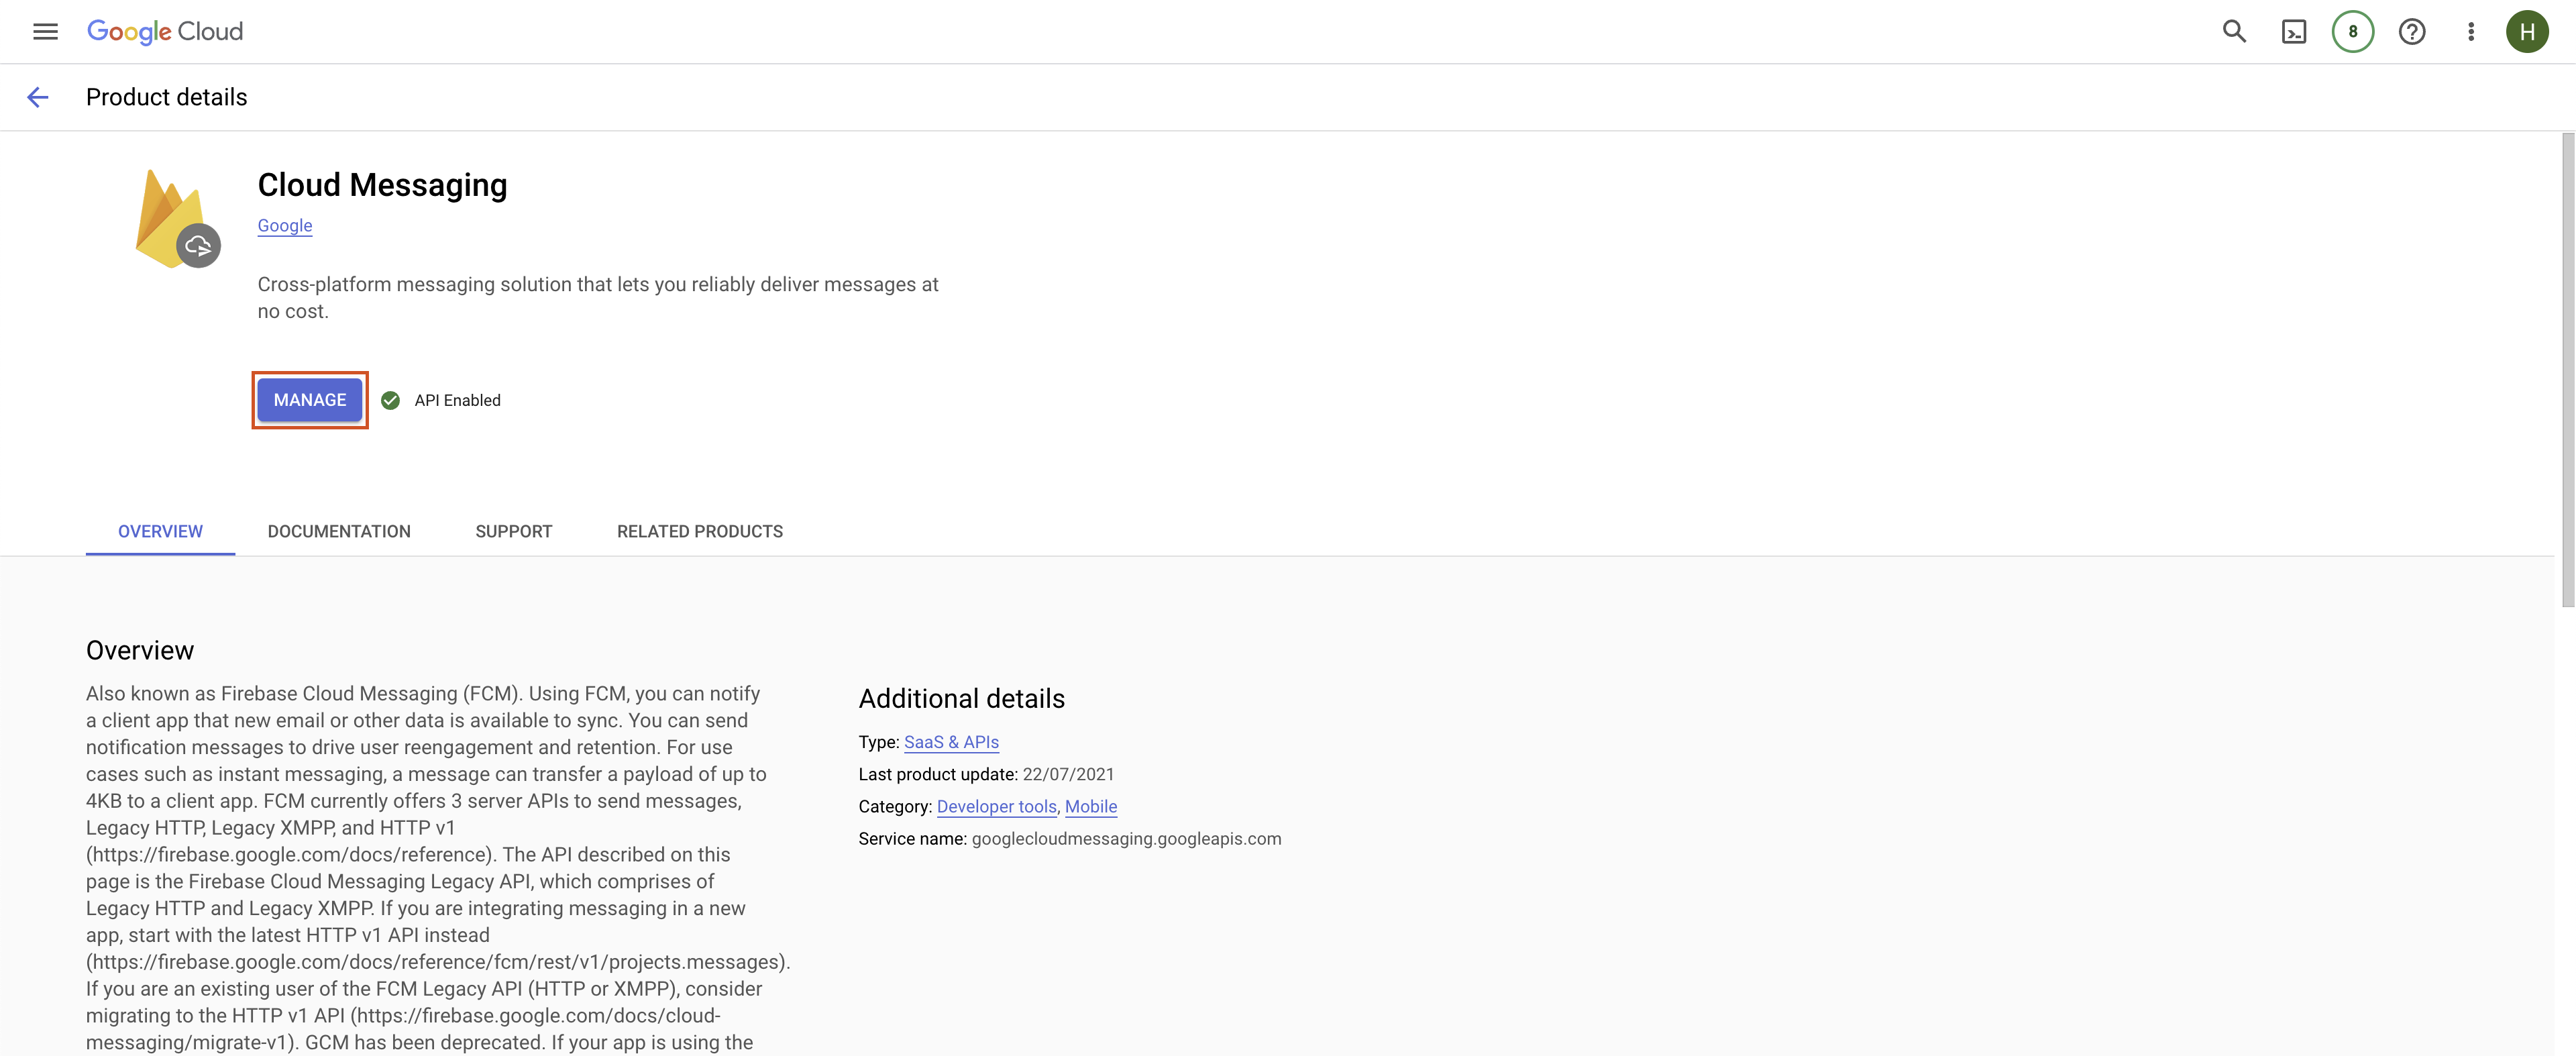 Google Cloud
8
H
Product details
Cloud Messaging
Google
Cross-platform messaging solution that lets you reliably deliver messages at
no cost.
MANAGE
API Enabled
OVERVIEW
DOCUMENTATION
SUPPORT
RELATED PRODUCTS
Overview
Also known as Firebase Cloud Messaging (FCM). Using FCM, you can notify
a client app that new email or other data is available to sync. You can send
notification messages to drive user reengagement and retention. For use
cases such as instant messaging, a message can transfer a payload of up to
4KB to a client app. FCM currently offers 3 server APIs to send messages,
Legacy HTTP, Legacy XMPP, and HTTP v1
(https://firebase.google.com/docs/reference). The API described on this
page is the Firebase Cloud Messaging Legacy API, which comprises of
Legacy HTTP and Legacy XMPP. If you are integrating messaging in a new
app, start with the latest HTTP v1 API instead
(https://firebase.google.com/docs/reference/fcm/rest/v1/projects.messages).
If you are an existing user of the FCM Legacy API (HTTP or XMPP), consider
migrating to the HTTP v1 API (https://firebase.google.com/docs/cloud-
messaging/migrate-v1). GCM has been deprecated. If your app is using the
Additional details
Type: SaaS & APIs
Last product update: 22/07/2021
Category: Developer tools, Mobile
Service name: googlecloudmessaging.googleapis.com